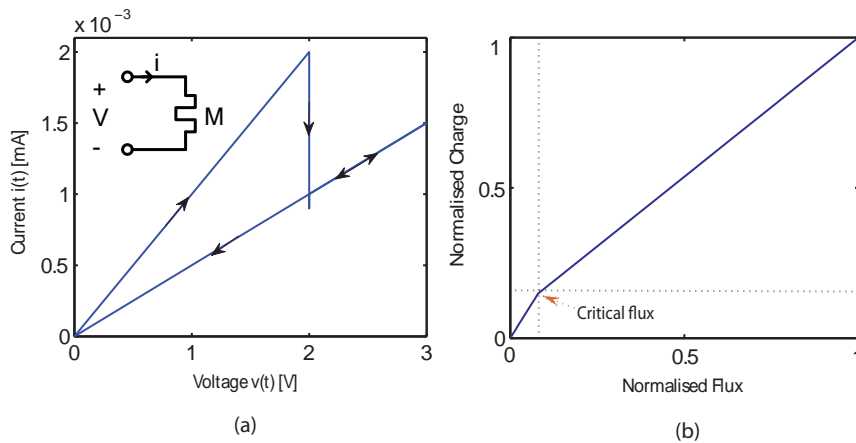 x 10⁻³
2
1.5
1
0.5
0
0 1 2 3
Current i(t) [mA]
Voltage v(t) [V]
i
+
V
-
M
(a)
1
0.5
0
0 0.5 1
Normalised Charge
Normalised Flux
Critical flux
(b)